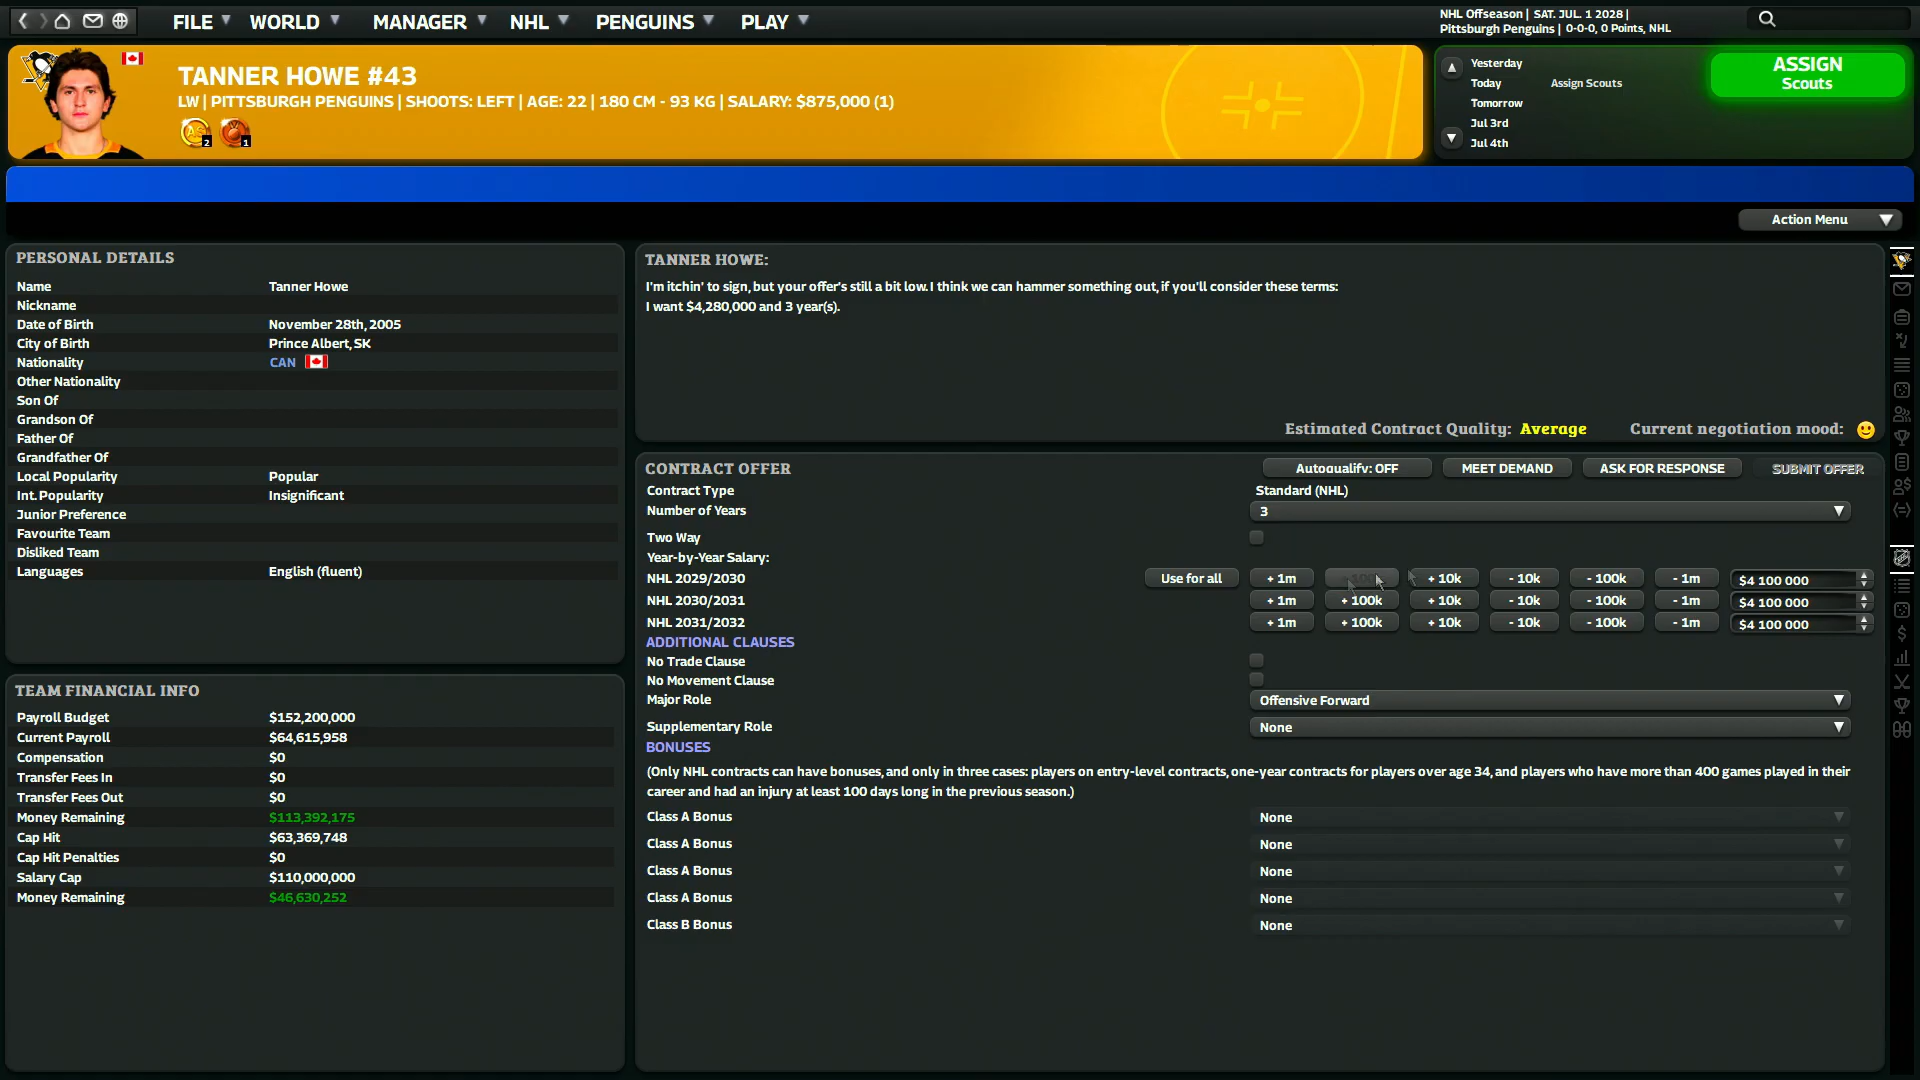 FILE
WORLD
MANAGER
NHL
PENGUINS
PLAY
NHL Offseason | SAT. JUL. 1 2028 |
Pittsburgh Penguins | 0-0-0, 0 Points, NHL
TANNER HOWE #43
LW | PITTSBURGH PENGUINS | SHOOTS: LEFT | AGE: 22 | 180 CM - 93 KG | SALARY: $875,000 (1)
AS 2
1
Yesterday
Today Assign Scouts
Tomorrow
Jul 3rd
Jul 4th
ASSIGN
Scouts
Action Menu
PERSONAL DETAILS
Name Tanner Howe
Nickname
Date of Birth November 28th, 2005
City of Birth Prince Albert, SK
Nationality CAN
Other Nationality
Son Of
Grandson Of
Father Of
Grandfather Of
Local Popularity Popular
Int. Popularity Insignificant
Junior Preference
Favourite Team
Disliked Team
Languages English (fluent)
TEAM FINANCIAL INFO
Payroll Budget $152,200,000
Current Payroll $64,615,958
Compensation $0
Transfer Fees In $0
Transfer Fees Out $0
Money Remaining $113,392,175
Cap Hit $63,369,748
Cap Hit Penalties $0
Salary Cap $110,000,000
Money Remaining $46,630,252
TANNER HOWE:
I'm itchin' to sign, but your offer's still a bit low. I think we can hammer something out, if you'll consider these terms:
I want $4,280,000 and 3 year(s).
Estimated Contract Quality: Average Current negotiation mood:
CONTRACT OFFER Autoqualify: OFF MEET DEMAND ASK FOR RESPONSE SUBMIT OFFER
Contract Type Standard (NHL)
Number of Years 3
Two Way
Year-by-Year Salary:
NHL 2029/2030 Use for all + 1m + 10k - 10k - 100k - 1m $4 100 000
NHL 2030/2031 + 1m + 100k + 10k - 10k - 100k - 1m $4 100 000
NHL 2031/2032 + 1m + 100k + 10k - 10k - 100k - 1m $4 100 000
ADDITIONAL CLAUSES
No Trade Clause
No Movement Clause
Major Role Offensive Forward
Supplementary Role None
BONUSES
(Only NHL contracts can have bonuses, and only in three cases: players on entry-level contracts, one-year contracts for players over age 34, and players who have more than 400 games played in their
career and had an injury at least 100 days long in the previous season.)
Class A Bonus None
Class A Bonus None
Class A Bonus None
Class A Bonus None
Class B Bonus None